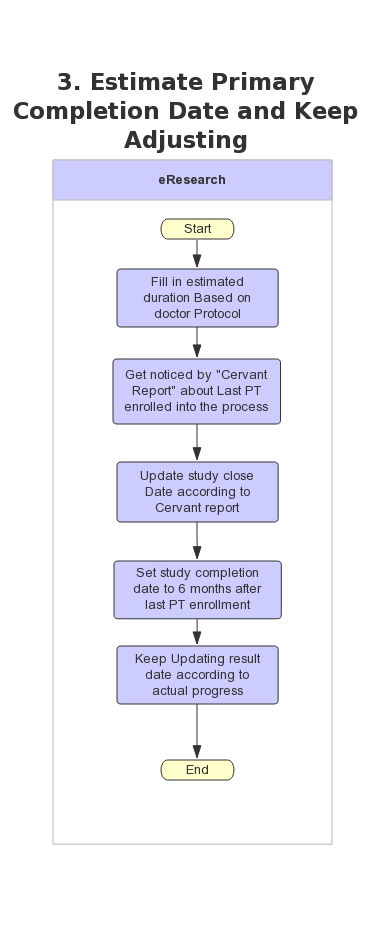 3. Estimate Primary
Completion Date and Keep
Adjusting
eResearch
Start
Fill in estimated
duration Based on
doctor Protocol
Get noticed by "Cervant
Report" about Last PT
enrolled into the process
Update study close
Date according to
Cervant report
Set study completion
date to 6 months after
last PT enrollment
Keep Updating result
date according to
actual progress
End